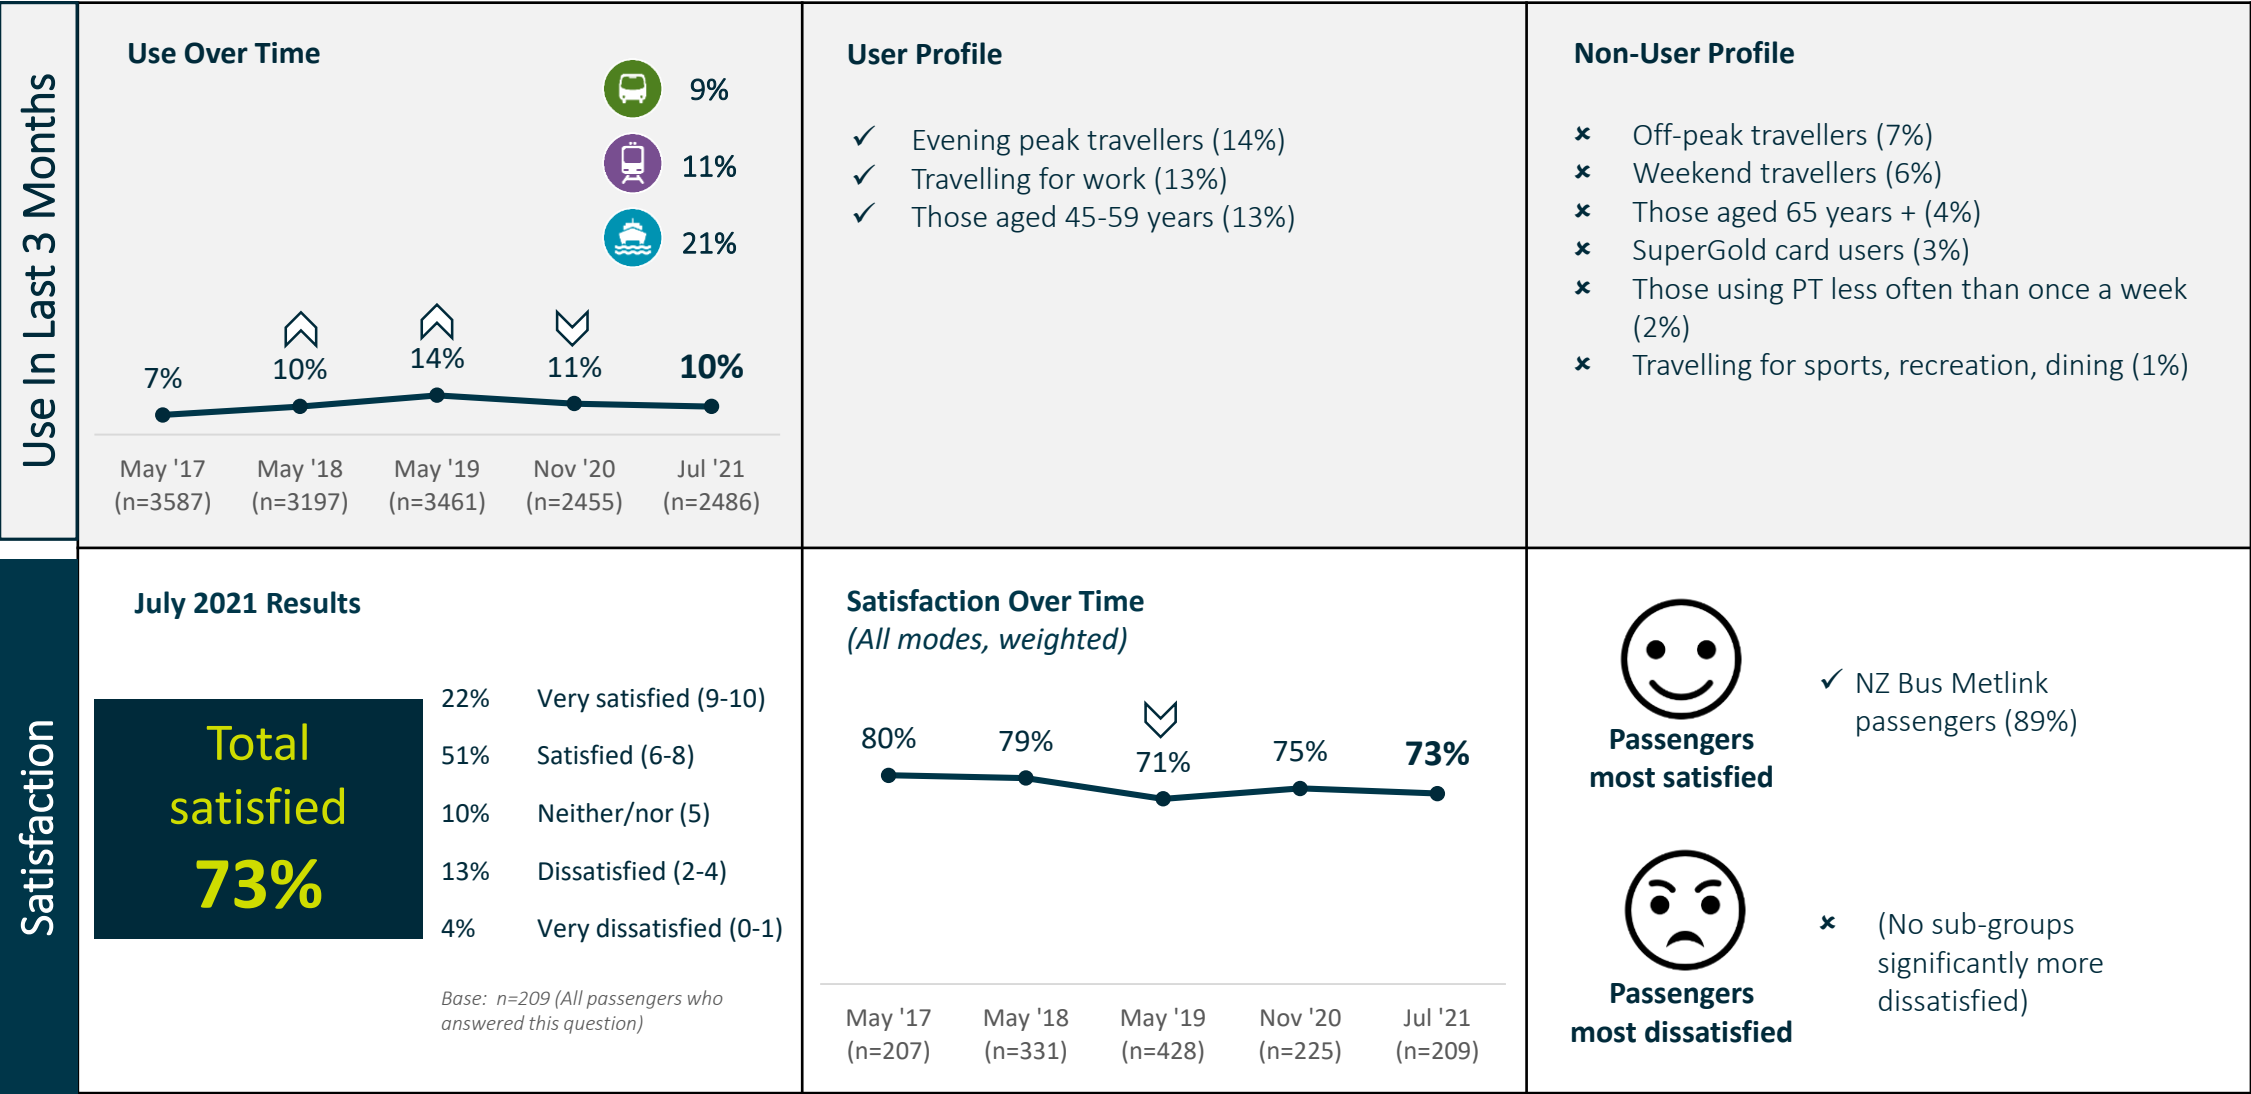 Use In Last 3 Months
Use Over Time
9%
11%
21%
7%
10%
14%
11%
10%
May '17
(n=3587)
May '18
(n=3197)
May '19
(n=3461)
Nov '20
(n=2455)
Jul '21
(n=2486)
User Profile
✓ Evening peak travellers (14%)
✓ Travelling for work (13%)
✓ Those aged 45-59 years (13%)
Non-User Profile
× Off-peak travellers (7%)
× Weekend travellers (6%)
× Those aged 65 years + (4%)
× SuperGold card users (3%)
× Those using PT less often than once a week
(2%)
× Travelling for sports, recreation, dining (1%)
Satisfaction
July 2021 Results
Total
satisfied
73%
22% Very satisfied (9-10)
51% Satisfied (6-8)
10% Neither/nor (5)
13% Dissatisfied (2-4)
4% Very dissatisfied (0-1)
Base: n=209 (All passengers who
answered this question)
Satisfaction Over Time
(All modes, weighted)
80%
79%
71%
75%
73%
May '17
(n=207)
May '18
(n=331)
May '19
(n=428)
Nov '20
(n=225)
Jul '21
(n=209)
Passengers
most satisfied
✓ NZ Bus Metlink
passengers (89%)
Passengers
most dissatisfied
× (No sub-groups
significantly more
dissatisfied)